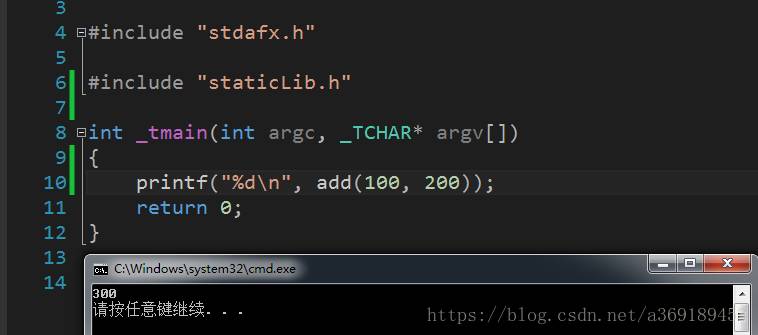 3
4 #include "stdafx.h"
5
6 #include "staticLib.h"
7
8 int _tmain(int argc, _TCHAR* argv[])
9 {
10 printf("%d\n", add(100, 200));
11 return 0;
12 }
13
14
C:\Windows\system32\cmd.exe
300
请按任意键继续. . .
https://blog.csdn.net/a3691894